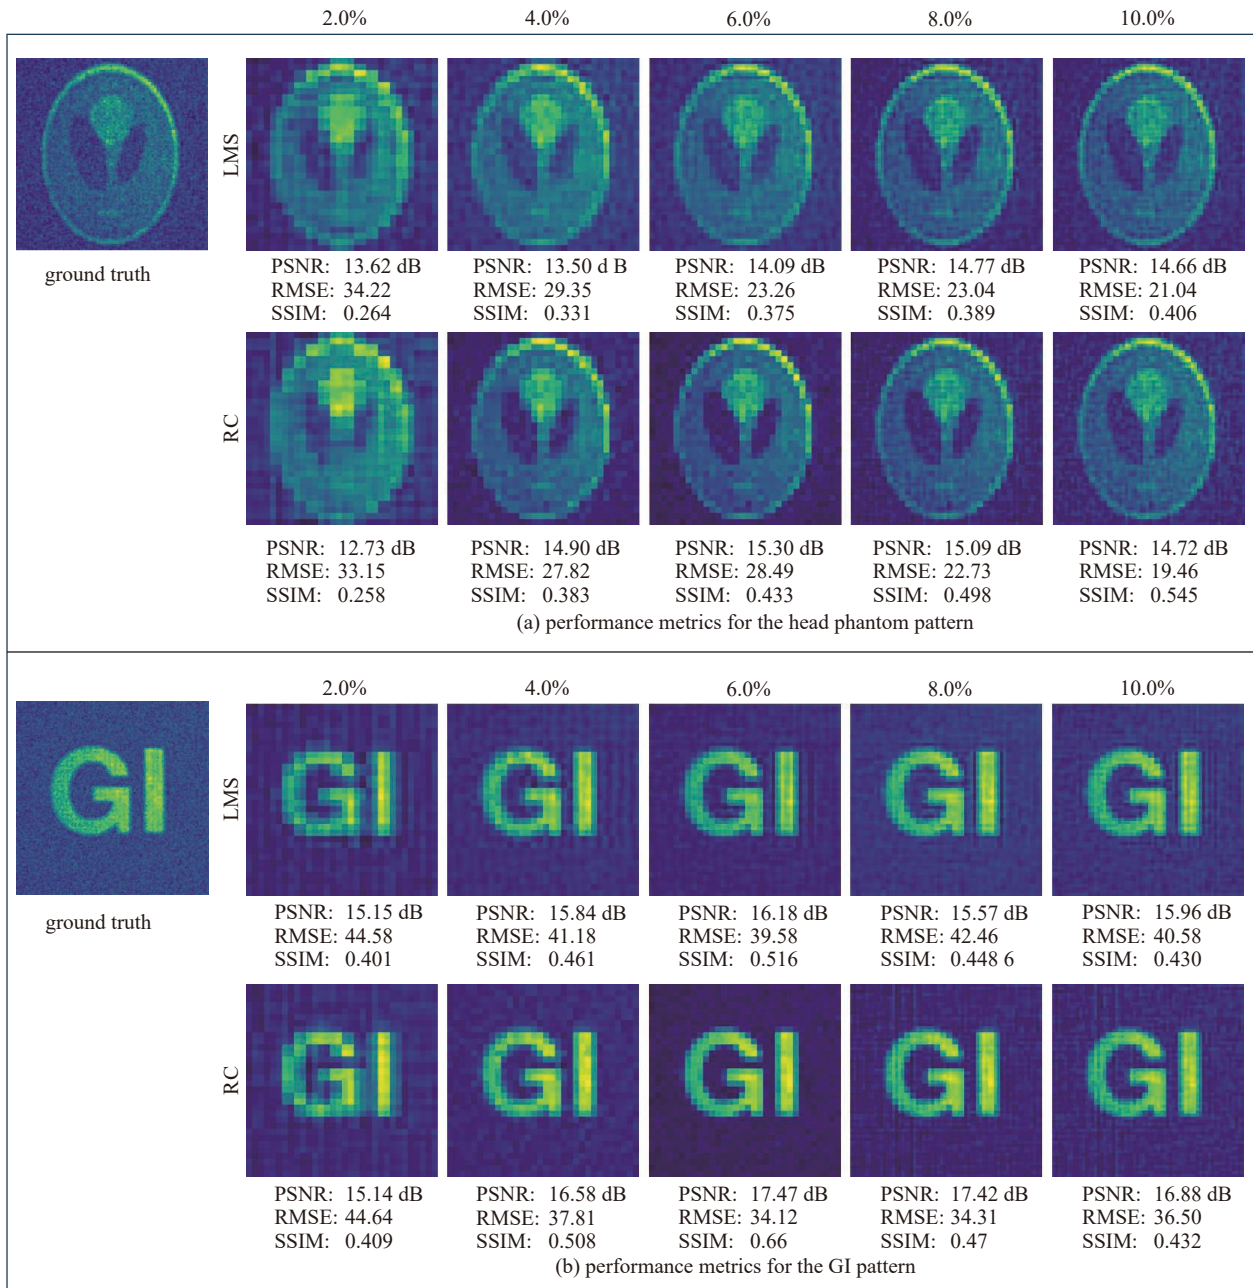 2.0% 4.0% 6.0% 8.0% 10.0%
ground truth
LMS
PSNR: 13.62 dB PSNR: 13.50 d B PSNR: 14.09 dB PSNR: 14.77 dB PSNR: 14.66 dB
RMSE: 34.22 RMSE: 29.35 RMSE: 23.26 RMSE: 23.04 RMSE: 21.04
SSIM: 0.264 SSIM: 0.331 SSIM: 0.375 SSIM: 0.389 SSIM: 0.406
RC
PSNR: 12.73 dB PSNR: 14.90 dB PSNR: 15.30 dB PSNR: 15.09 dB PSNR: 14.72 dB
RMSE: 33.15 RMSE: 27.82 RMSE: 28.49 RMSE: 22.73 RMSE: 19.46
SSIM: 0.258 SSIM: 0.383 SSIM: 0.433 SSIM: 0.498 SSIM: 0.545
(a) performance metrics for the head phantom pattern
2.0% 4.0% 6.0% 8.0% 10.0%
GI
ground truth
LMS
GI GI GI GI GI
PSNR: 15.15 dB PSNR: 15.84 dB PSNR: 16.18 dB PSNR: 15.57 dB PSNR: 15.96 dB
RMSE: 44.58 RMSE: 41.18 RMSE: 39.58 RMSE: 42.46 RMSE: 40.58
SSIM: 0.401 SSIM: 0.461 SSIM: 0.516 SSIM: 0.448 6 SSIM: 0.430
RC
GI GI GI GI GI
PSNR: 15.14 dB PSNR: 16.58 dB PSNR: 17.47 dB PSNR: 17.42 dB PSNR: 16.88 dB
RMSE: 44.64 RMSE: 37.81 RMSE: 34.12 RMSE: 34.31 RMSE: 36.50
SSIM: 0.409 SSIM: 0.508 SSIM: 0.66 SSIM: 0.47 SSIM: 0.432
(b) performance metrics for the GI pattern